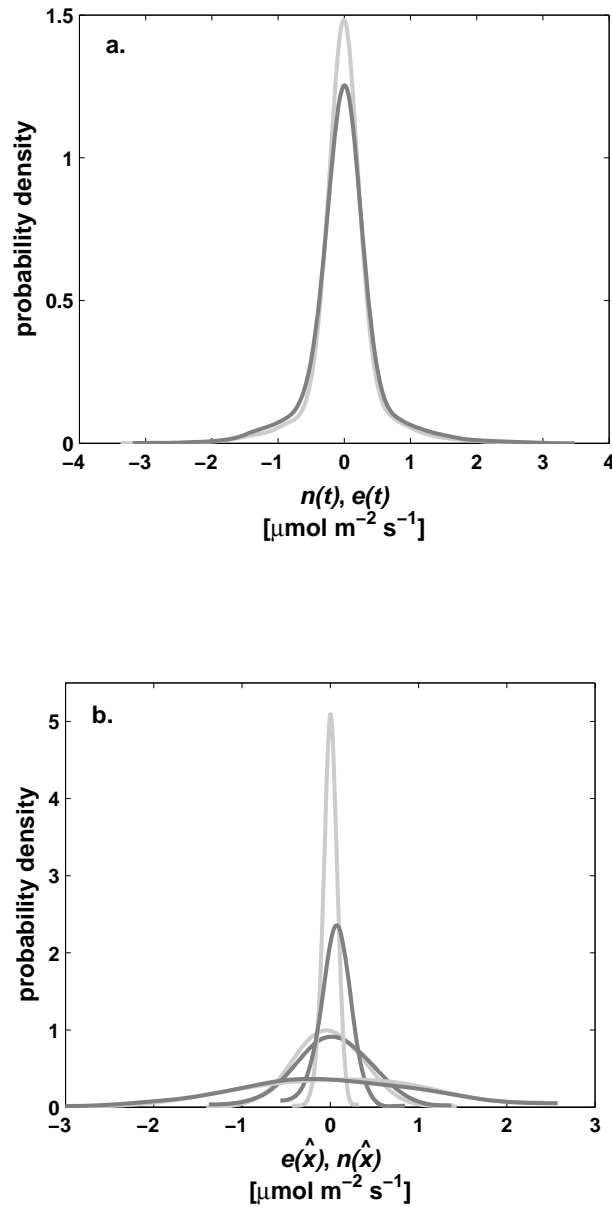 a.
1.5
1
0.5
0
probability density
−4 −3 −2 −1 0 1 2 3 4
n(t), e(t)
[μmol m−2 s−1]
b.
5
4
3
2
1
0
probability density
−3 −2 −1 0 1 2 3
e(x̂), n(x̂)
[μmol m−2 s−1]